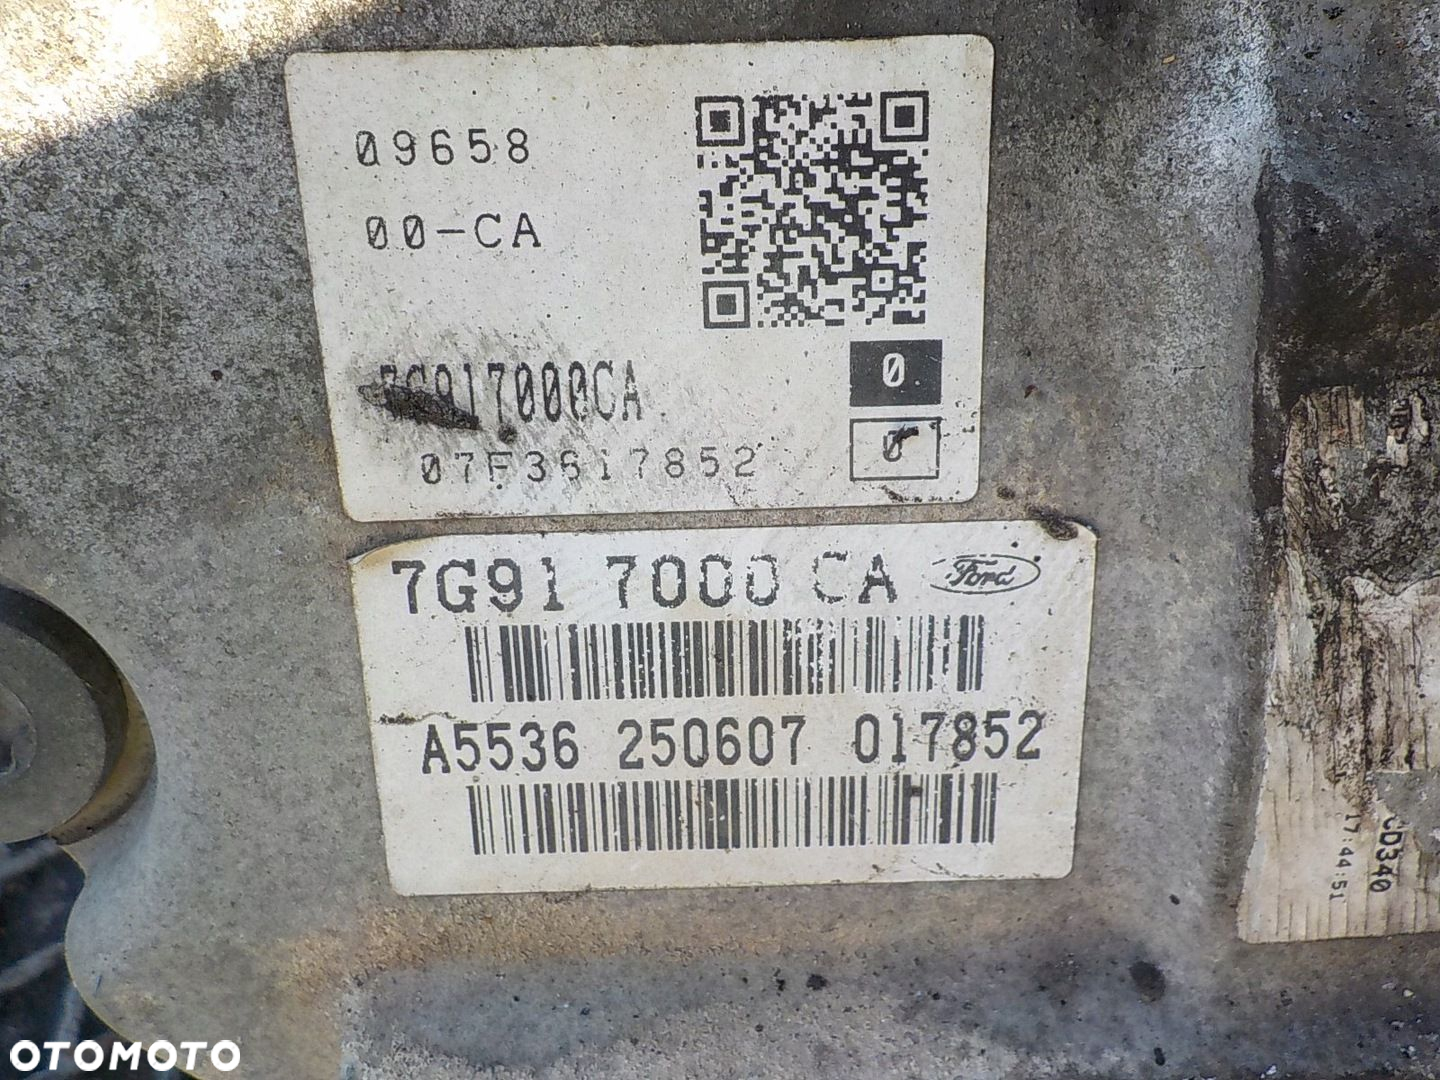 09658
00-CA
7G917000CA
0
07F3617852
0
7G91 7000 CA Ford
A5536 250607 017852
CD340
17:44:51
OTOMOTO